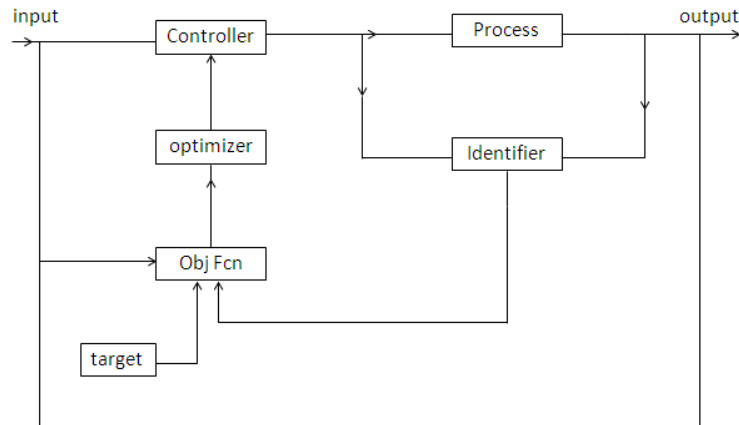 input
output
Controller
Process
optimizer
Identifier
Obj Fcn
target